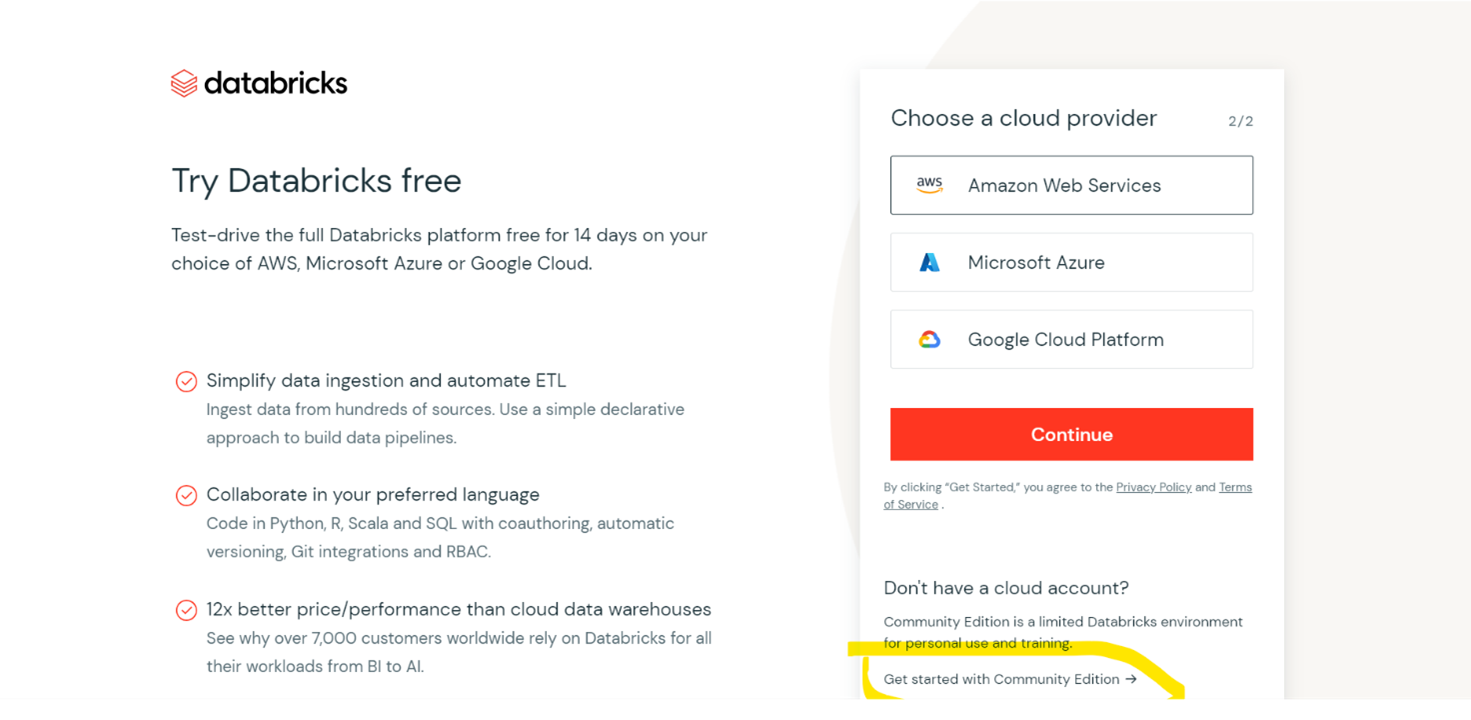 databricks
Try Databricks free
Test-drive the full Databricks platform free for 14 days on your
choice of AWS, Microsoft Azure or Google Cloud.
Simplify data ingestion and automate ETL
Ingest data from hundreds of sources. Use a simple declarative
approach to build data pipelines.
Collaborate in your preferred language
Code in Python, R, Scala and SQL with coauthoring, automatic
versioning, Git integrations and RBAC.
12x better price/performance than cloud data warehouses
See why over 7,000 customers worldwide rely on Databricks for all
their workloads from BI to AI.
Choose a cloud provider 2/2
aws Amazon Web Services
Microsoft Azure
Google Cloud Platform
Continue
By clicking “Get Started,” you agree to the Privacy Policy and Terms
of Service .
Don't have a cloud account?
Community Edition is a limited Databricks environment
for personal use and training.
Get started with Community Edition →